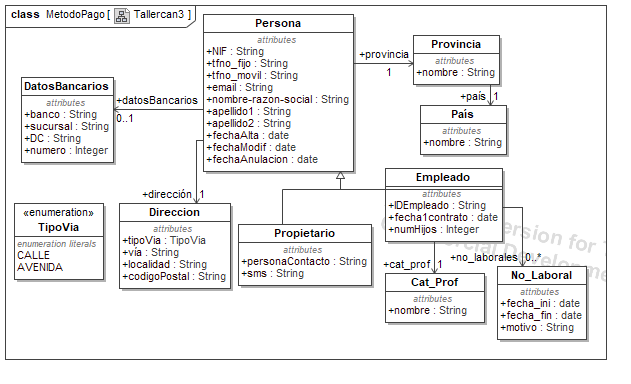 class MetodoPago [ Tallercan3 ]
Persona
attributes
+NIF : String
+tfno_fijo : String
+tfno_movil : String
+email : String
+nombre-razon-social : String
+apellido1 : String
+apellido2 : String
+fechaAlta : date
+fechaModif : date
+fechaAnulacion : date
+provincia
1
Provincia
attributes
+nombre : String
+país
1
País
attributes
+nombre : String
DatosBancarios
attributes
+banco : String
+sucursal : String
+DC : String
+numero : Integer
+datosBancarios
0..1
+dirección
1
«enumeration»
TipoVia
enumeration literals
CALLE
AVENIDA
Direccion
attributes
+tipoVia : TipoVia
+vía : String
+localidad : String
+codigoPostal : String
Propietario
attributes
+personaContacto : String
+sms : String
Empleado
attributes
+IDEmpleado : String
+fecha1contrato : date
+numHijos : Integer
+cat_prof
1
+no_laborales
0..*
Cat_Prof
attributes
+nombre : String
No_Laboral
attributes
+fecha_ini : date
+fecha_fin : date
+motivo : String
for